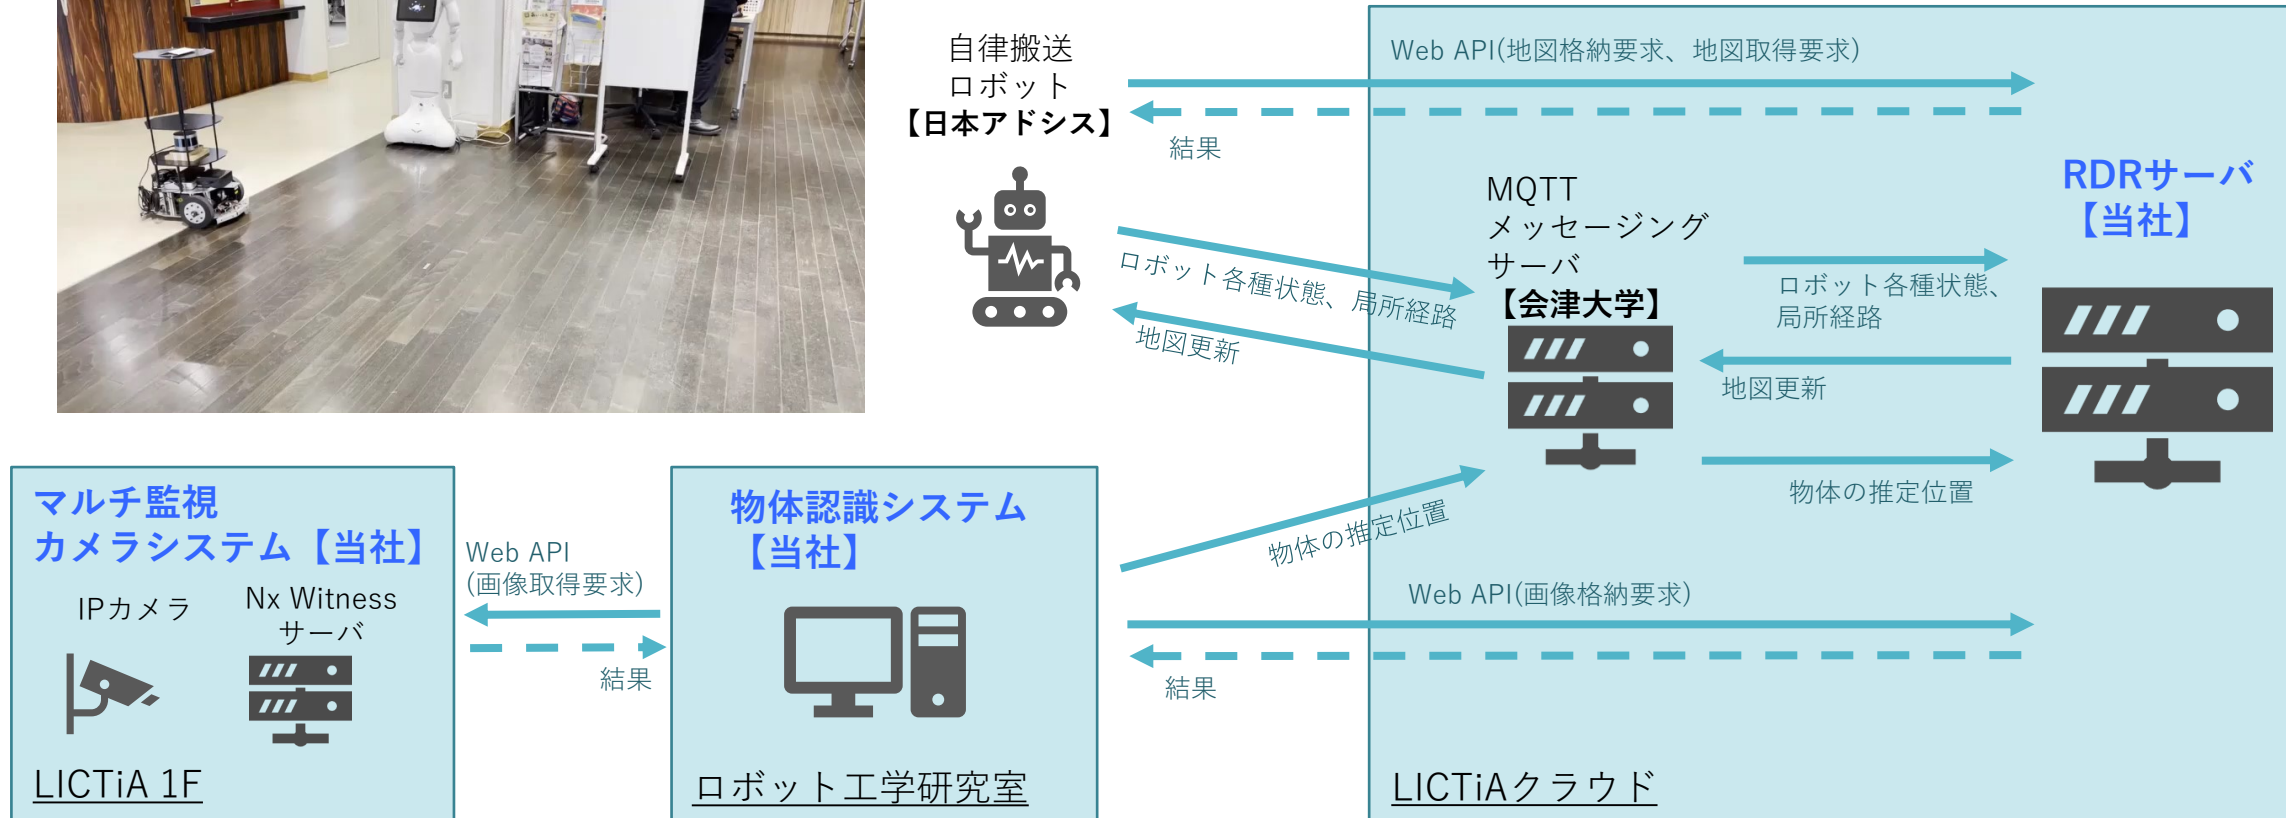 自律搬送
ロボット
【日本アドシス】
Web API(地図格納要求、地図取得要求)
結果
MQTT
メッセージング
サーバ
【会津大学】
RDRサーバ
【当社】
ロボット各種状態、局所経路
地図更新
ロボット各種状態、
局所経路
地図更新
物体の推定位置
物体の推定位置
マルチ監視
カメラシステム【当社】
IPカメラ
Nx Witness
サーバ
LICTiA 1F
Web API
(画像取得要求)
結果
物体認識システム
【当社】
ロボット工学研究室
Web API(画像格納要求)
結果
LICTiAクラウド